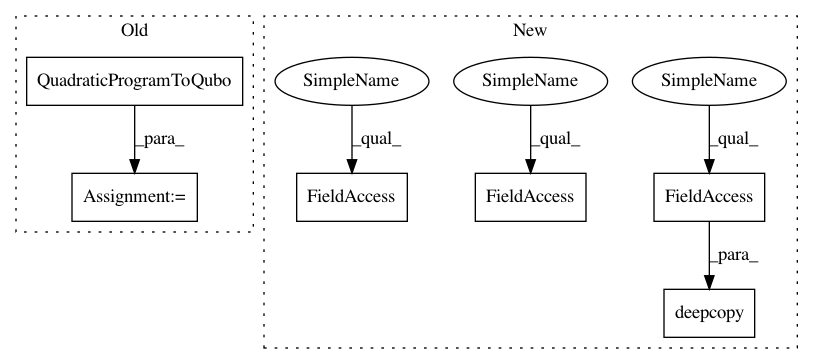 Old
New
QuadraticProgramToQubo
SimpleName
SimpleName
SimpleName
_para_
_qual_
_qual_
_qual_
Assignment:=
FieldAccess
FieldAccess
FieldAccess
_para_
deepcopy